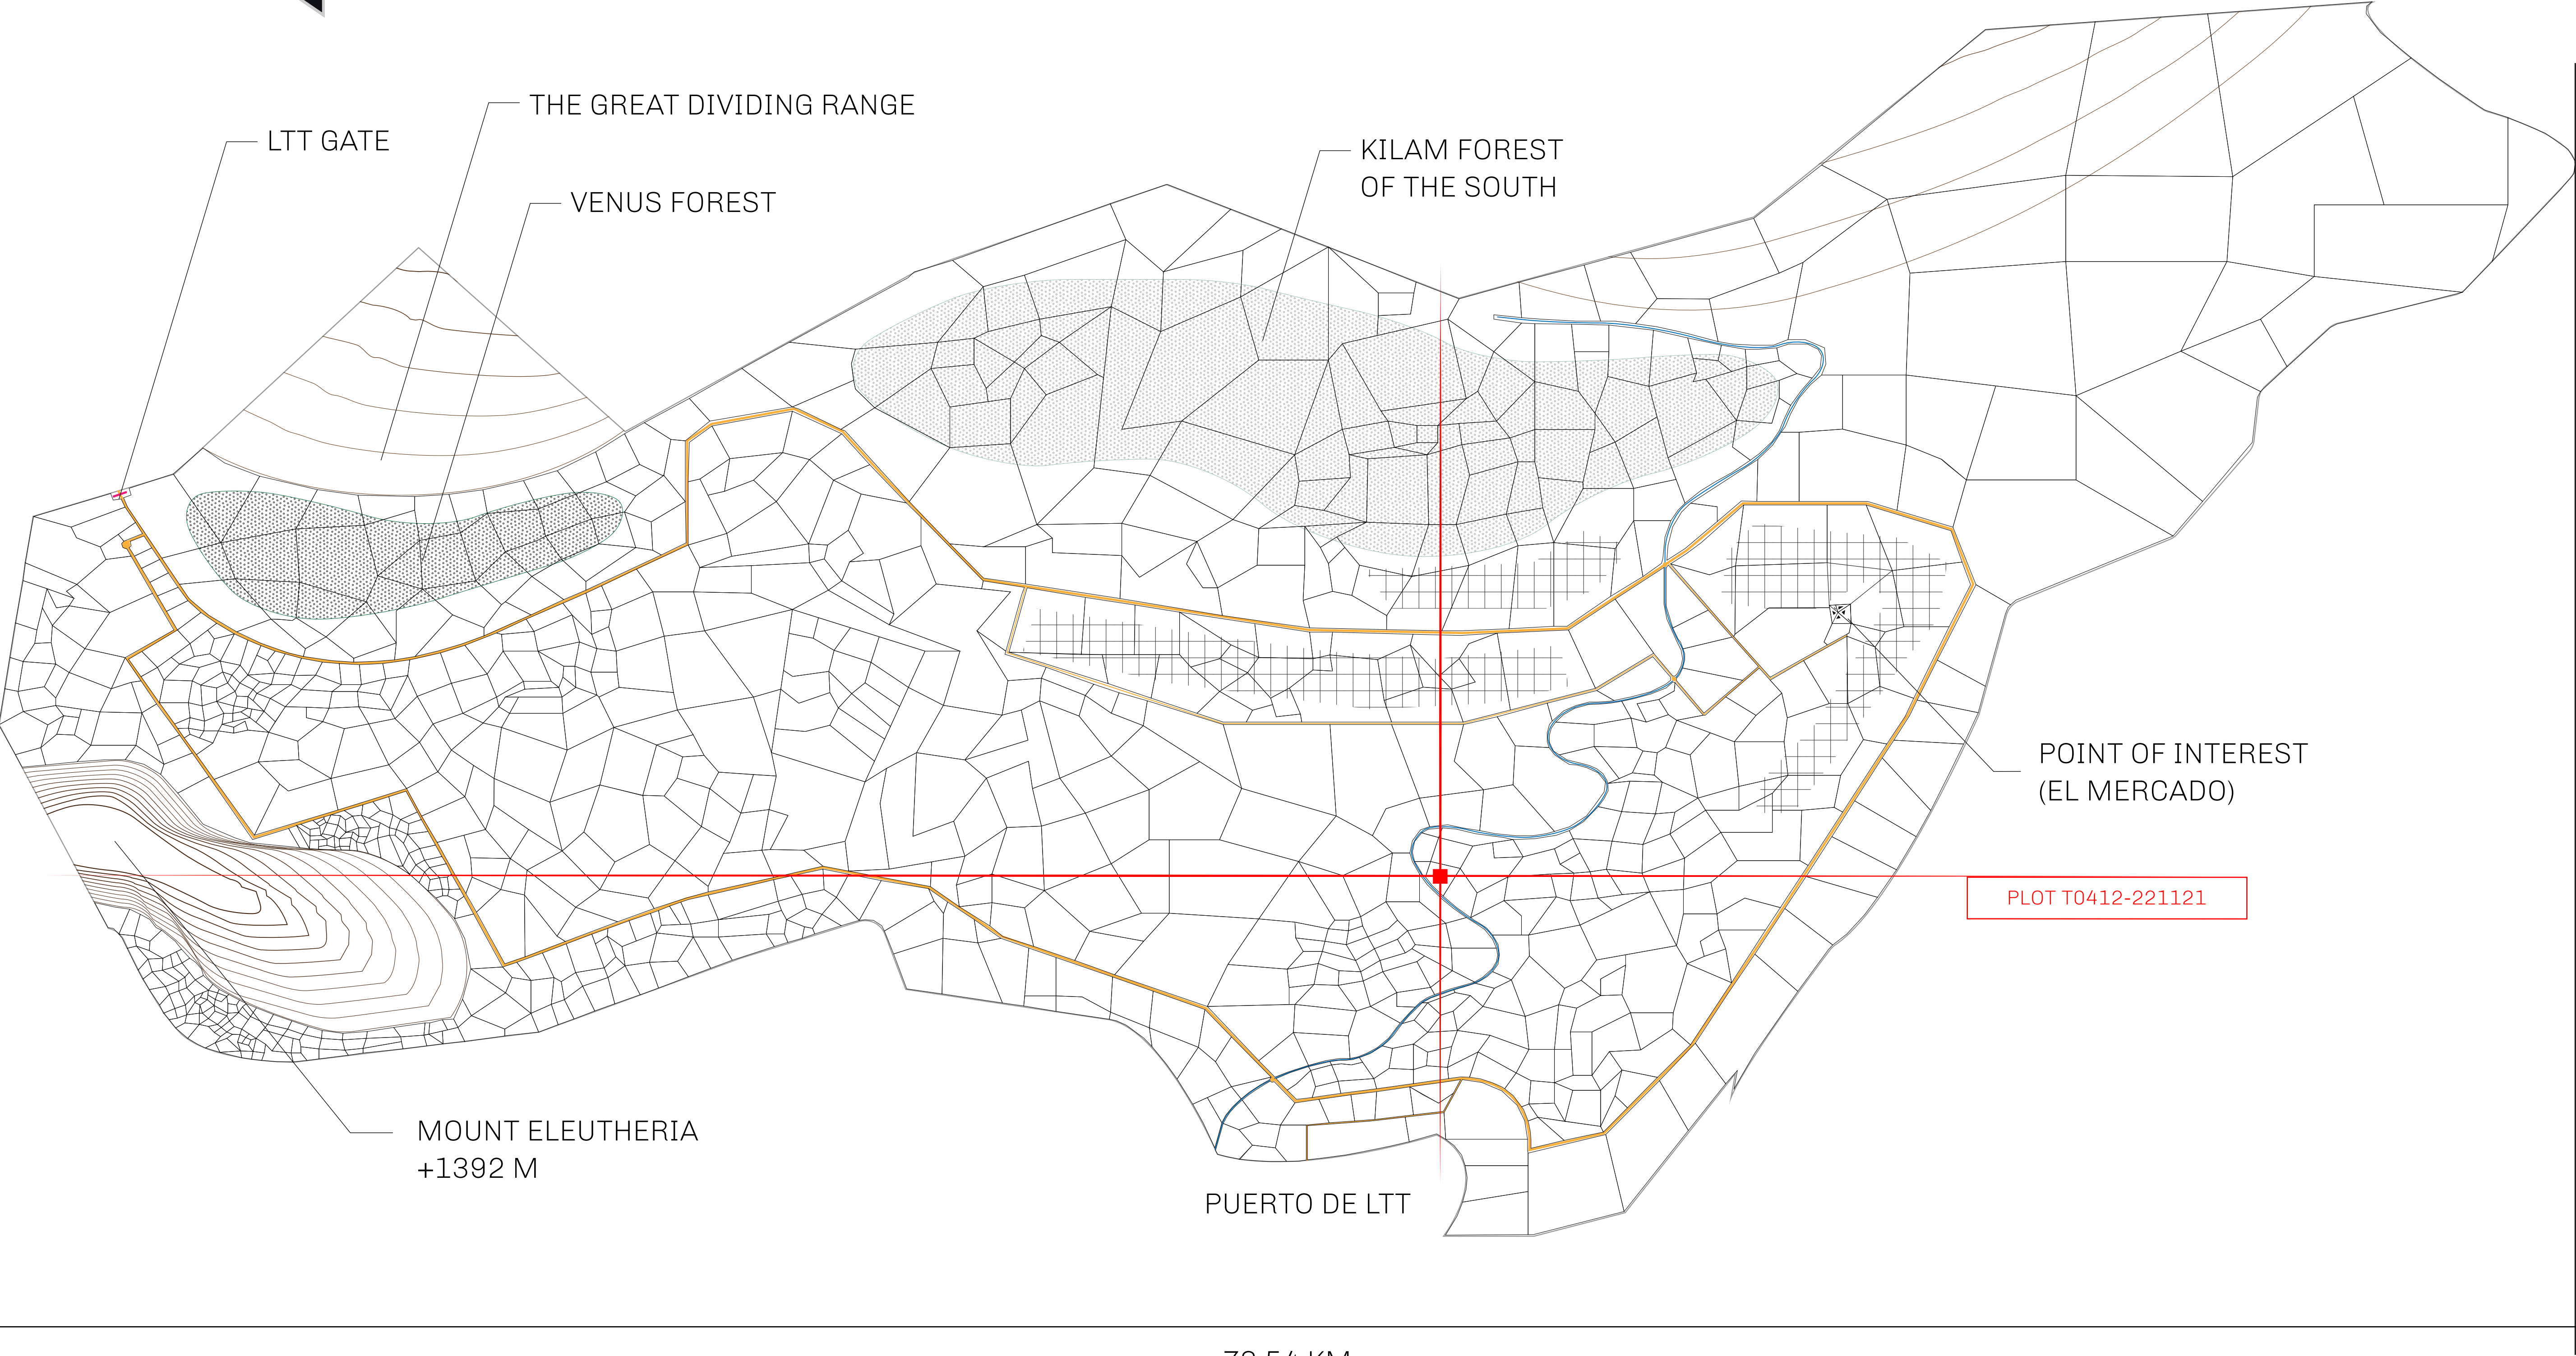 THE GREAT DIVIDING RANGE
LTT GATE
KILAM FOREST
OF THE SOUTH
VENUS FOREST
POINT OF INTEREST
(EL MERCADO)
PLOT T0412-221121
MOUNT ELEUTHERIA
+1392 M
PUERTO DE LTT
KM